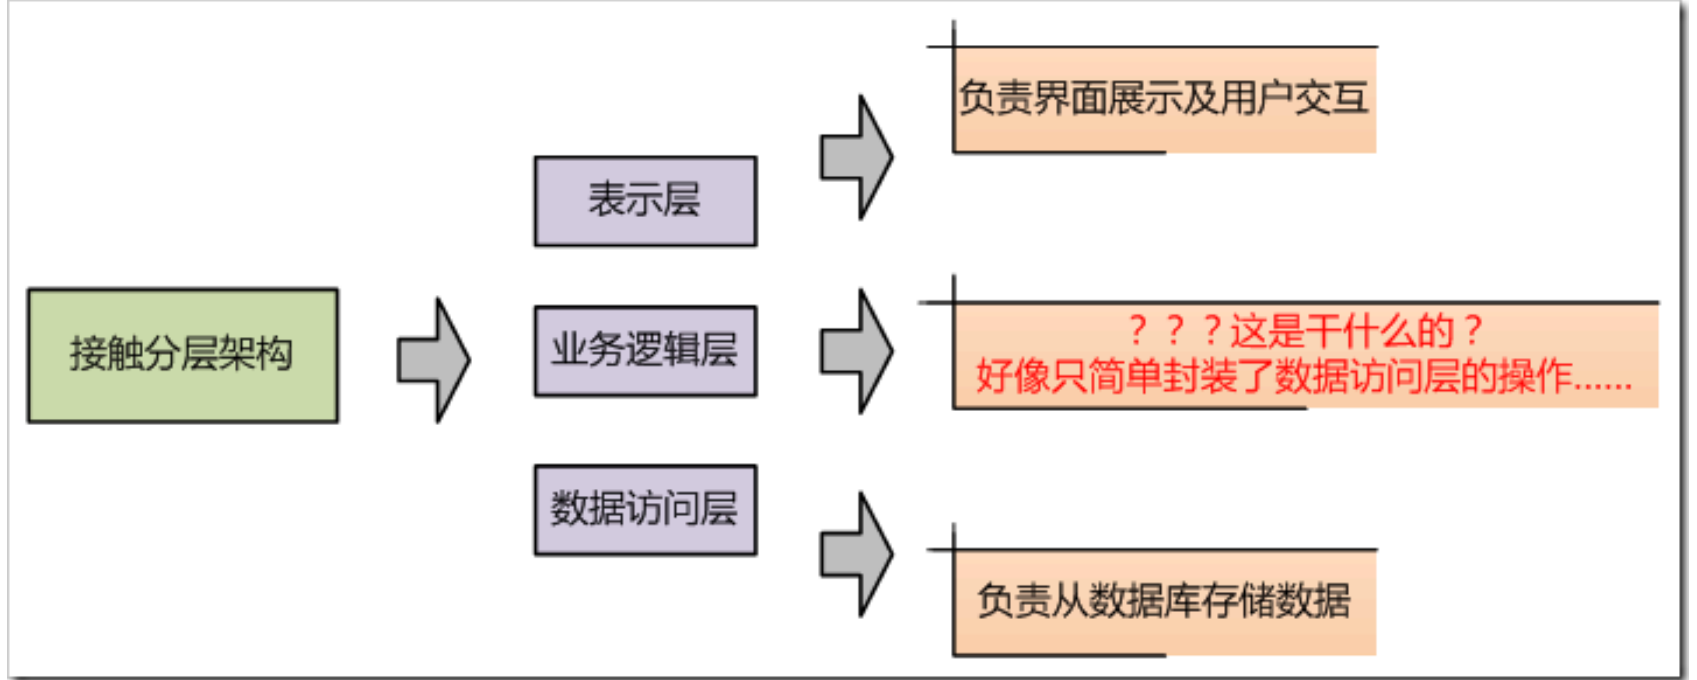 接触分层架构
表示层
负责界面展示及用户交互
业务逻辑层
？？？这是干什么的？
好像只简单封装了数据访问层的操作......
数据访问层
负责从数据库存储数据